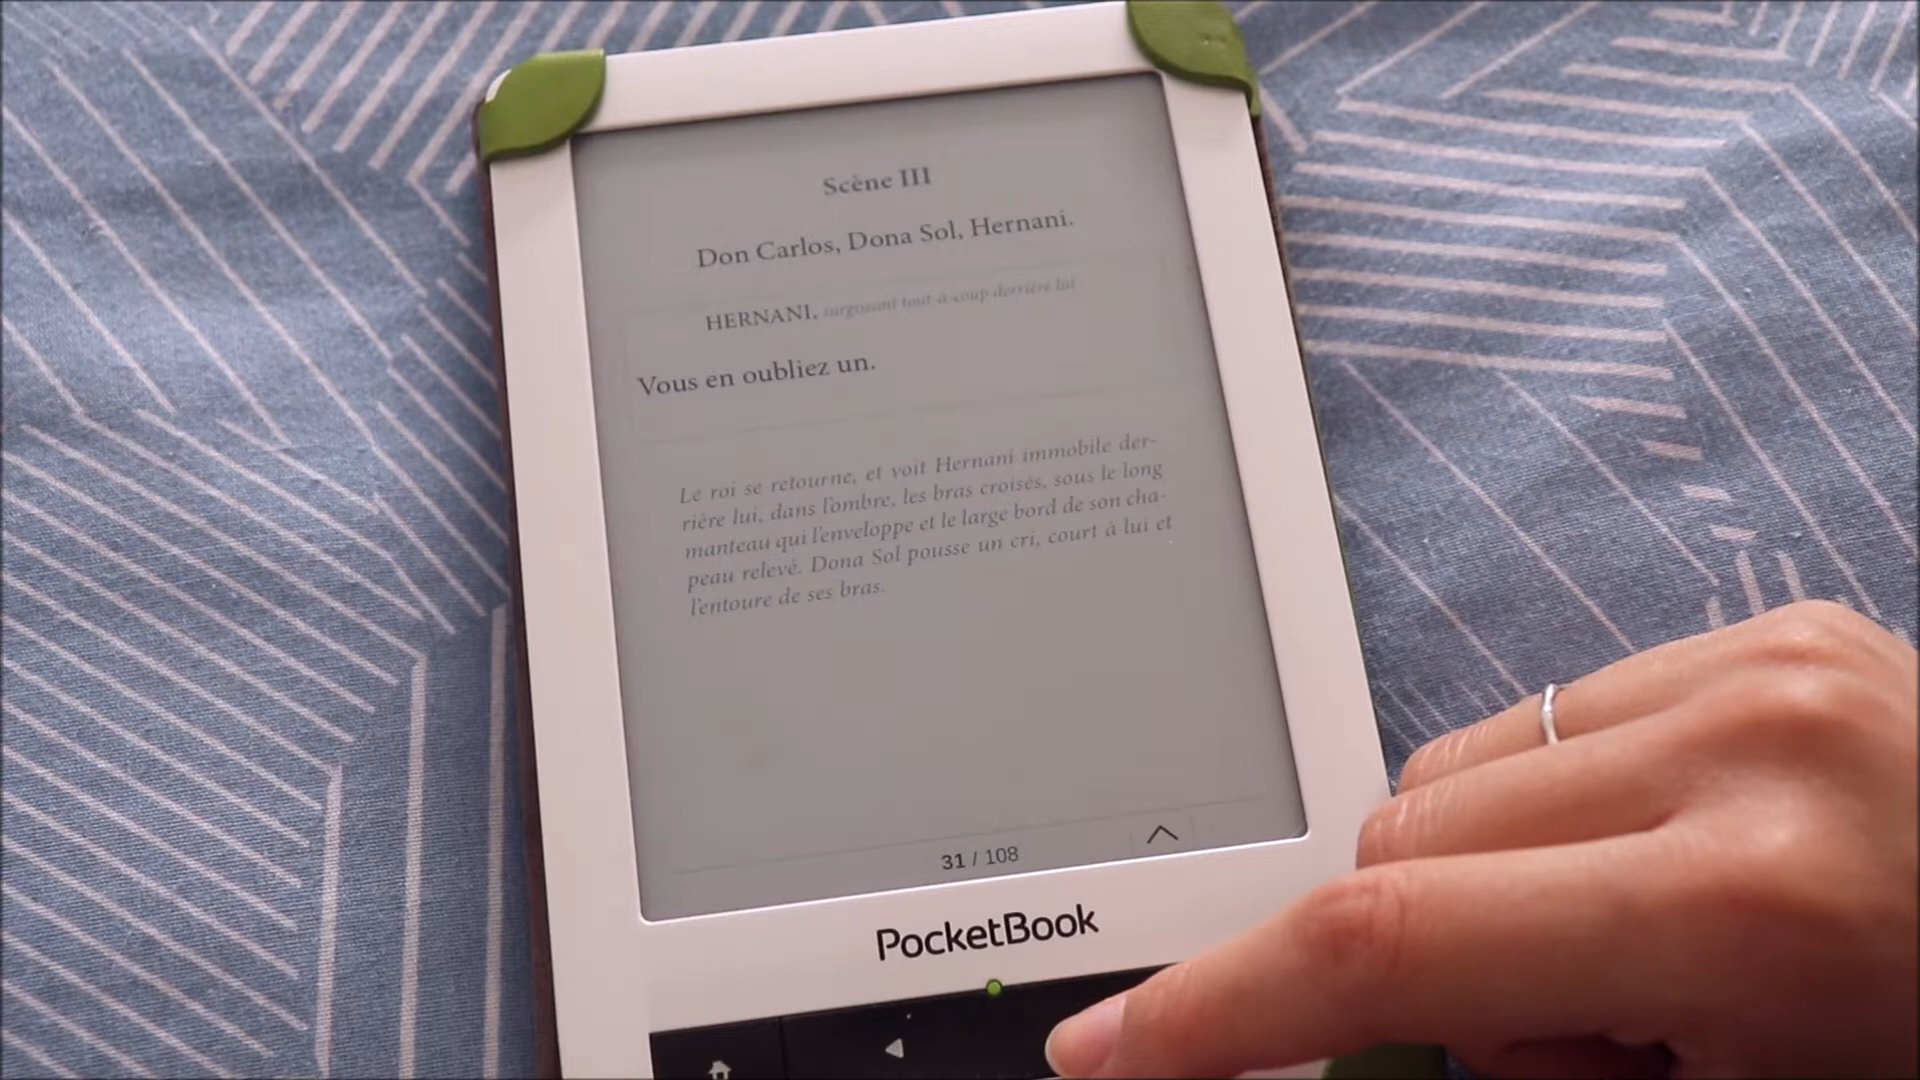 Scène III
Don Carlos, Dona Sol, Hernani.
HERNANI, surgissant tout-à-coup derrière lui
Vous en oubliez un.
Le roi se retourne, et voit Hernani immobile der-
rière lui, dans l'ombre, les bras croisés, sous le long
manteau qui l'enveloppe et le large bord de son cha-
peau relevé. Dona Sol pousse un cri, court à lui et
l'entoure de ses bras.
31 / 108
PocketBook